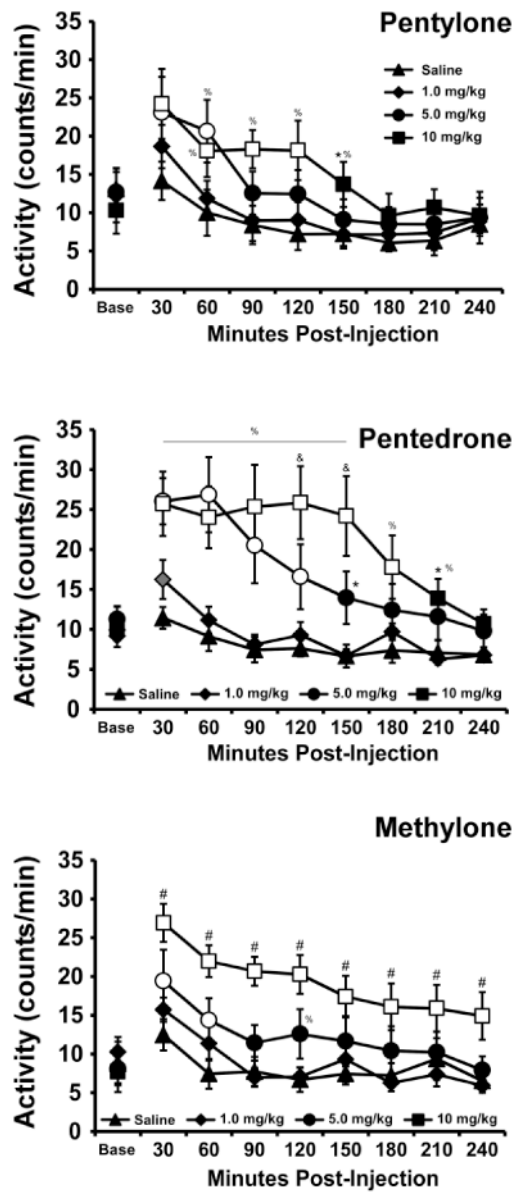 Pentylone
Activity (counts/min)
35
30
25
20
15
10
5
0
Saline
1.0 mg/kg
5.0 mg/kg
10 mg/kg
%
%
%
%
*%
Base 30 60 90 120 150 180 210 240
Minutes Post-Injection
Pentedrone
Activity (counts/min)
35
30
25
20
15
10
5
0
%
&
&
%
*
*%
Saline 1.0 mg/kg 5.0 mg/kg 10 mg/kg
Base 30 60 90 120 150 180 210 240
Minutes Post-Injection
Methylone
Activity (counts/min)
35
30
25
20
15
10
5
0
# # # # # # # #
%
Saline 1.0 mg/kg 5.0 mg/kg 10 mg/kg
Base 30 60 90 120 150 180 210 240
Minutes Post-Injection